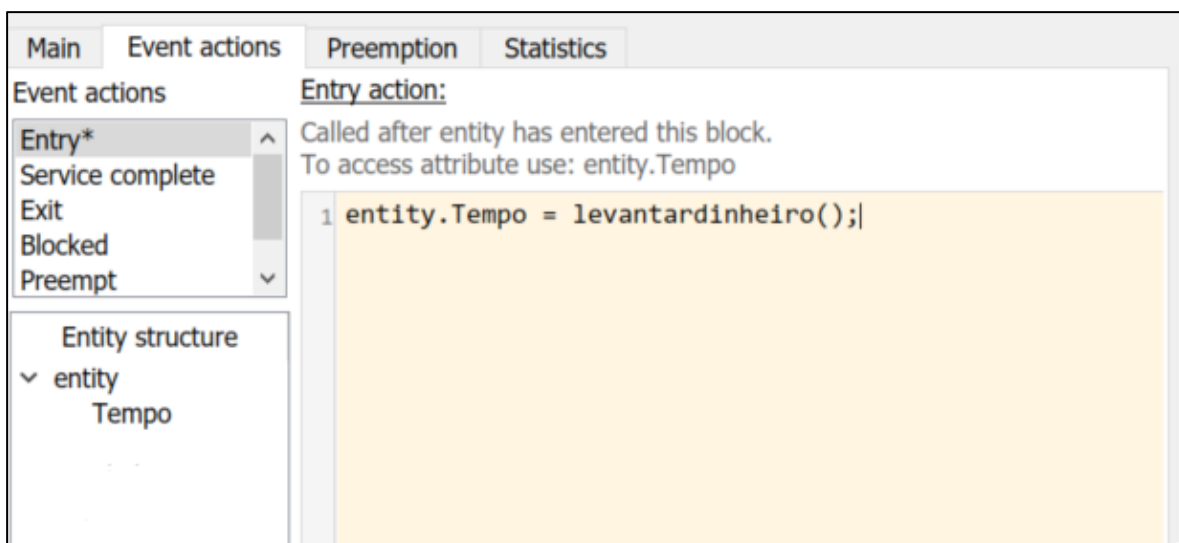 Main Event actions Preemption Statistics
Event actions
Entry*
Service complete
Exit
Blocked
Preempt
Entity structure
entity
Tempo
Entry action:
Called after entity has entered this block.
To access attribute use: entity.Tempo
1 entity.Tempo = levantardinheiro();